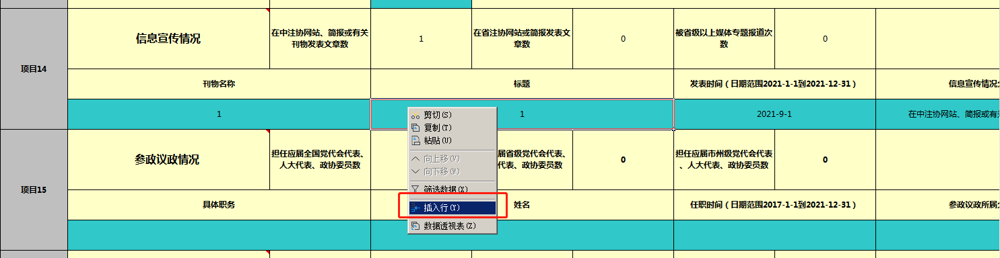 项目14
信息宣传情况
在中注协网站、简报或有关
刊物发表文章数
1
在省注协网站或简报发表文
章数
0
被省级以上媒体专题报道次
数
0
刊物名称
标题
发表时间（日期范围2021-1-1到2021-12-31）
信息宣传情况
1
1
2021-9-1
在中注协网站、简报或有
剪切(S)
复制(T)
粘贴(U)
向上移(V)
向下移(W)
筛选数据(X)
插入行(Y)
数据透视表(Z)
项目15
参政议政情况
担任应届全国党代会代表、
人大代表、政协委员数
届省级党代会代表、
代表、政协委员数
0
担任应届市州级党代会代表
、人大代表、政协委员数
0
具体职务
姓名
任职时间（日期范围2017-1-1到2021-12-31）
参政议政所属